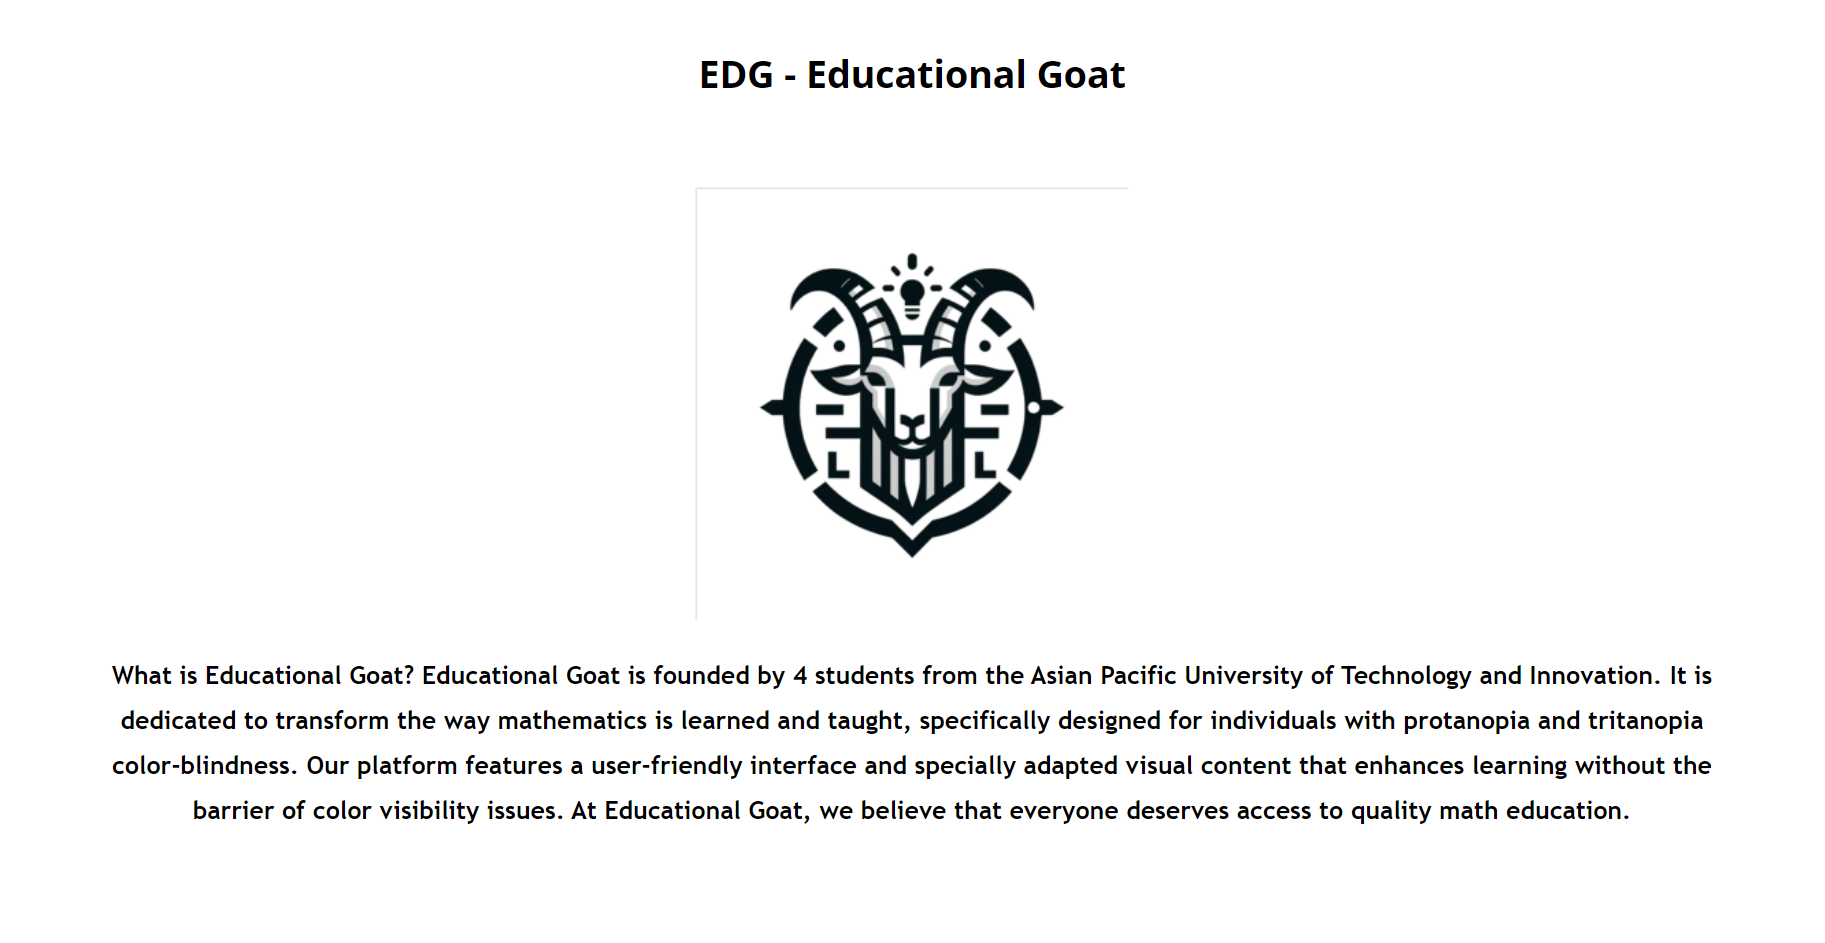 EDG - Educational Goat
L L
What is Educational Goat? Educational Goat is founded by 4 students from the Asian Pacific University of Technology and Innovation. It is
dedicated to transform the way mathematics is learned and taught, specifically designed for individuals with protanopia and tritanopia
color-blindness. Our platform features a user-friendly interface and specially adapted visual content that enhances learning without the
barrier of color visibility issues. At Educational Goat, we believe that everyone deserves access to quality math education.